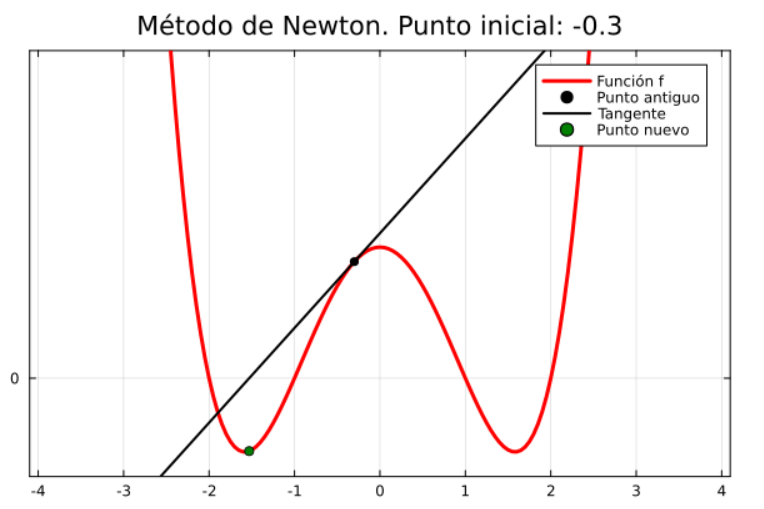 Método de Newton. Punto inicial: -0.3
Función f
Punto antiguo
Tangente
Punto nuevo
0
-4 -3 -2 -1 0 1 2 3 4